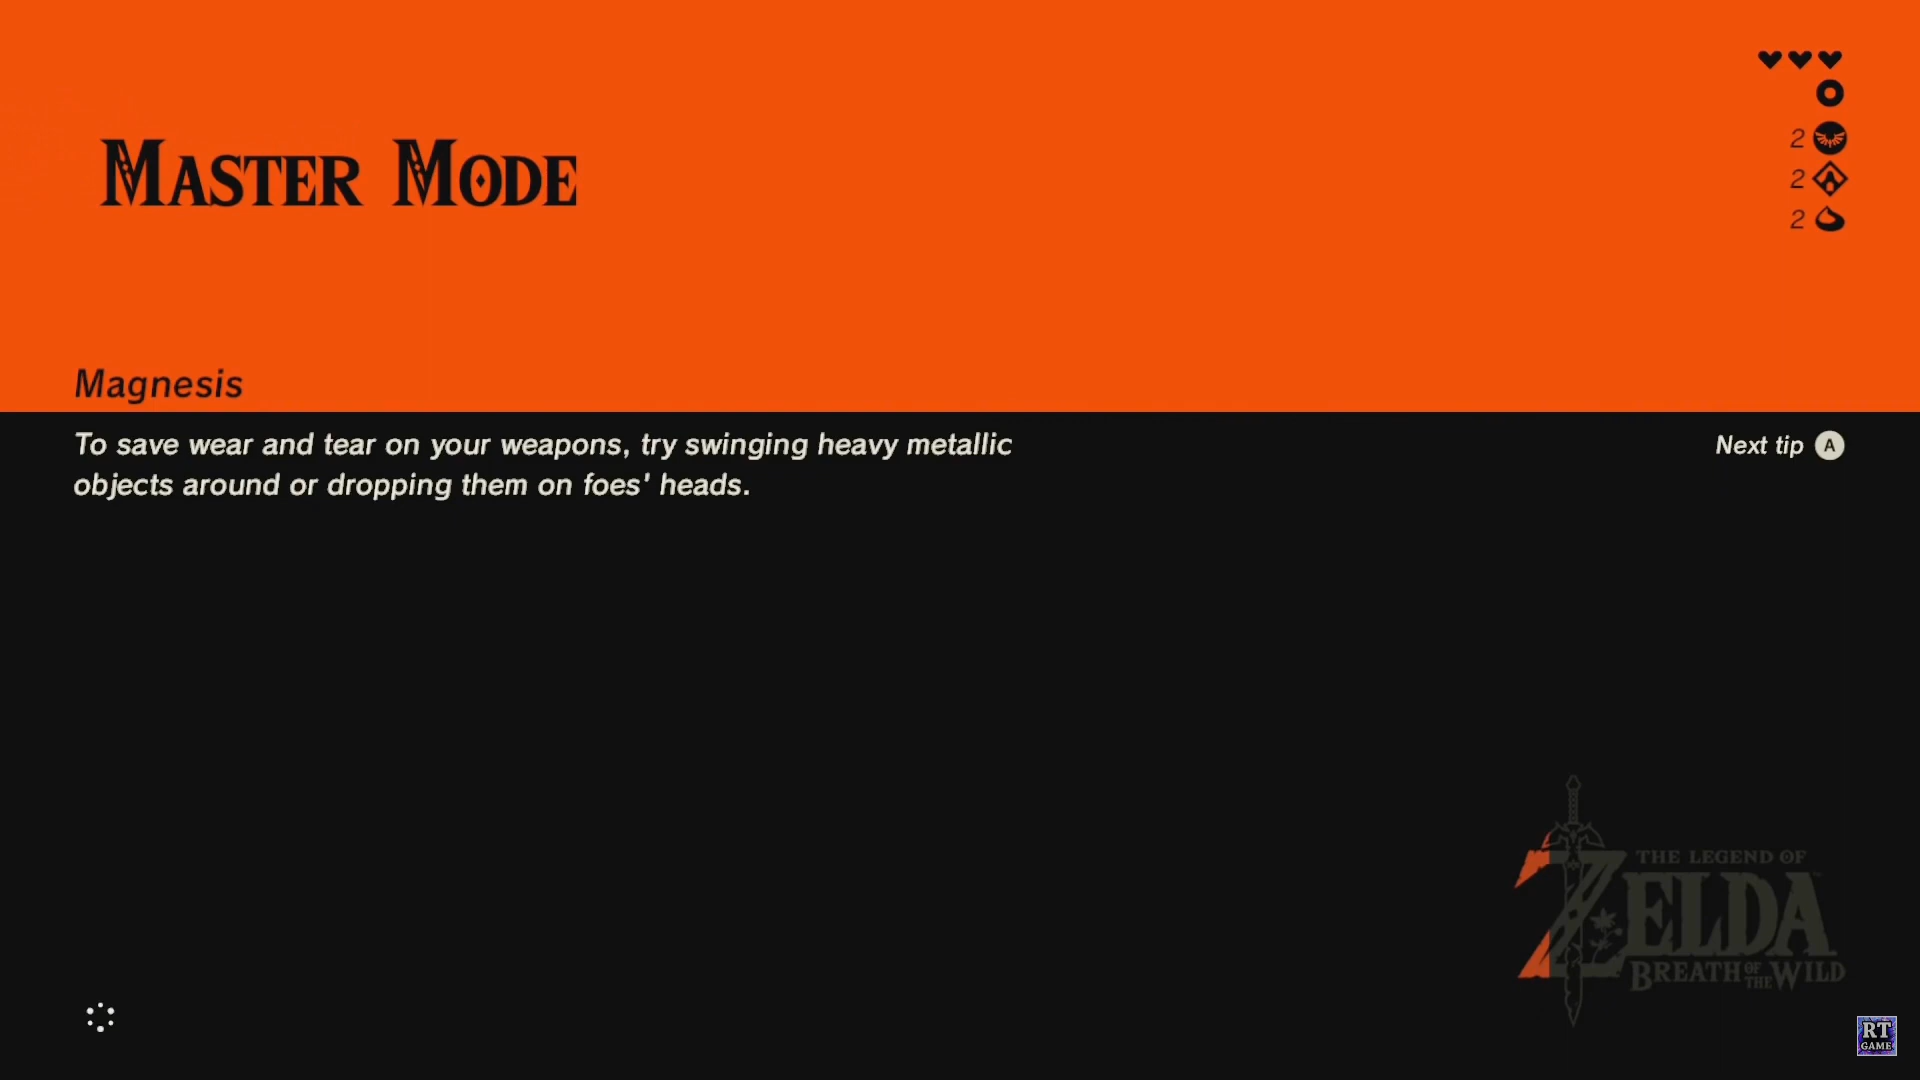 Master Mode
2
2
2
Magnesis
To save wear and tear on your weapons, try swinging heavy metallic
objects around or dropping them on foes' heads.
Next tip A
THE LEGEND OF
ZELDA
BREATH OF THE WILD
RT
GAME